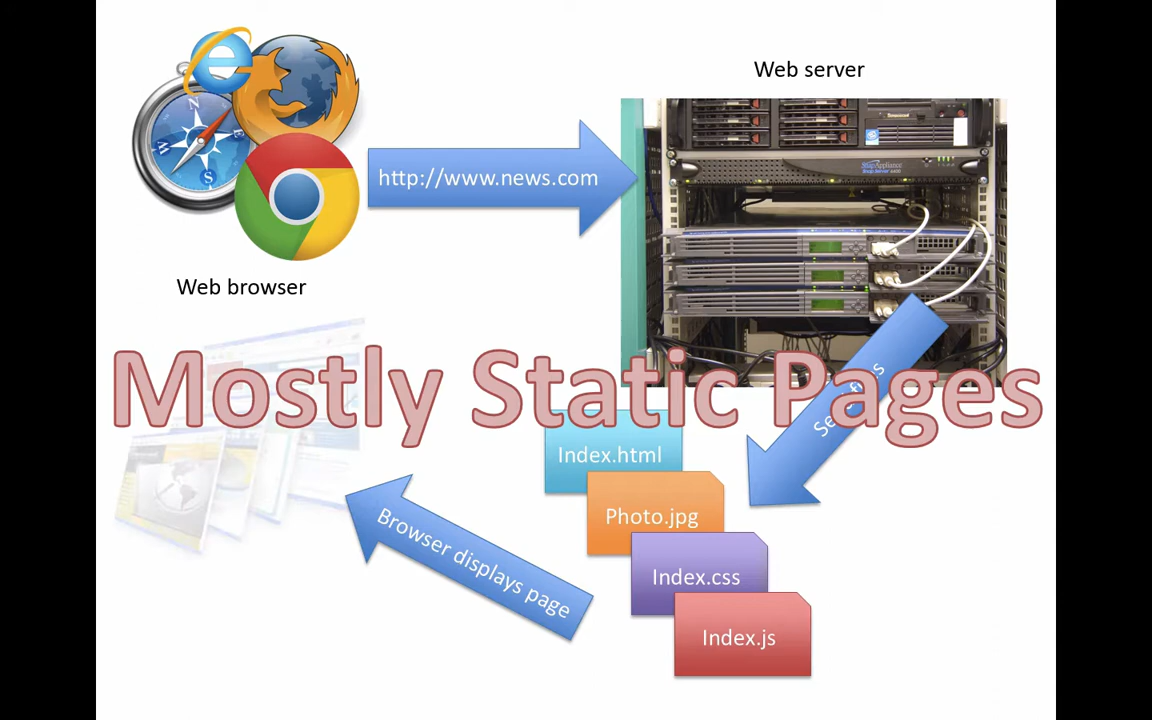 Web server
http://www.news.com
Web browser
Mostly Static Pages
Index.html
Photo.jpg
Browser displays page
Index.css
Index.js